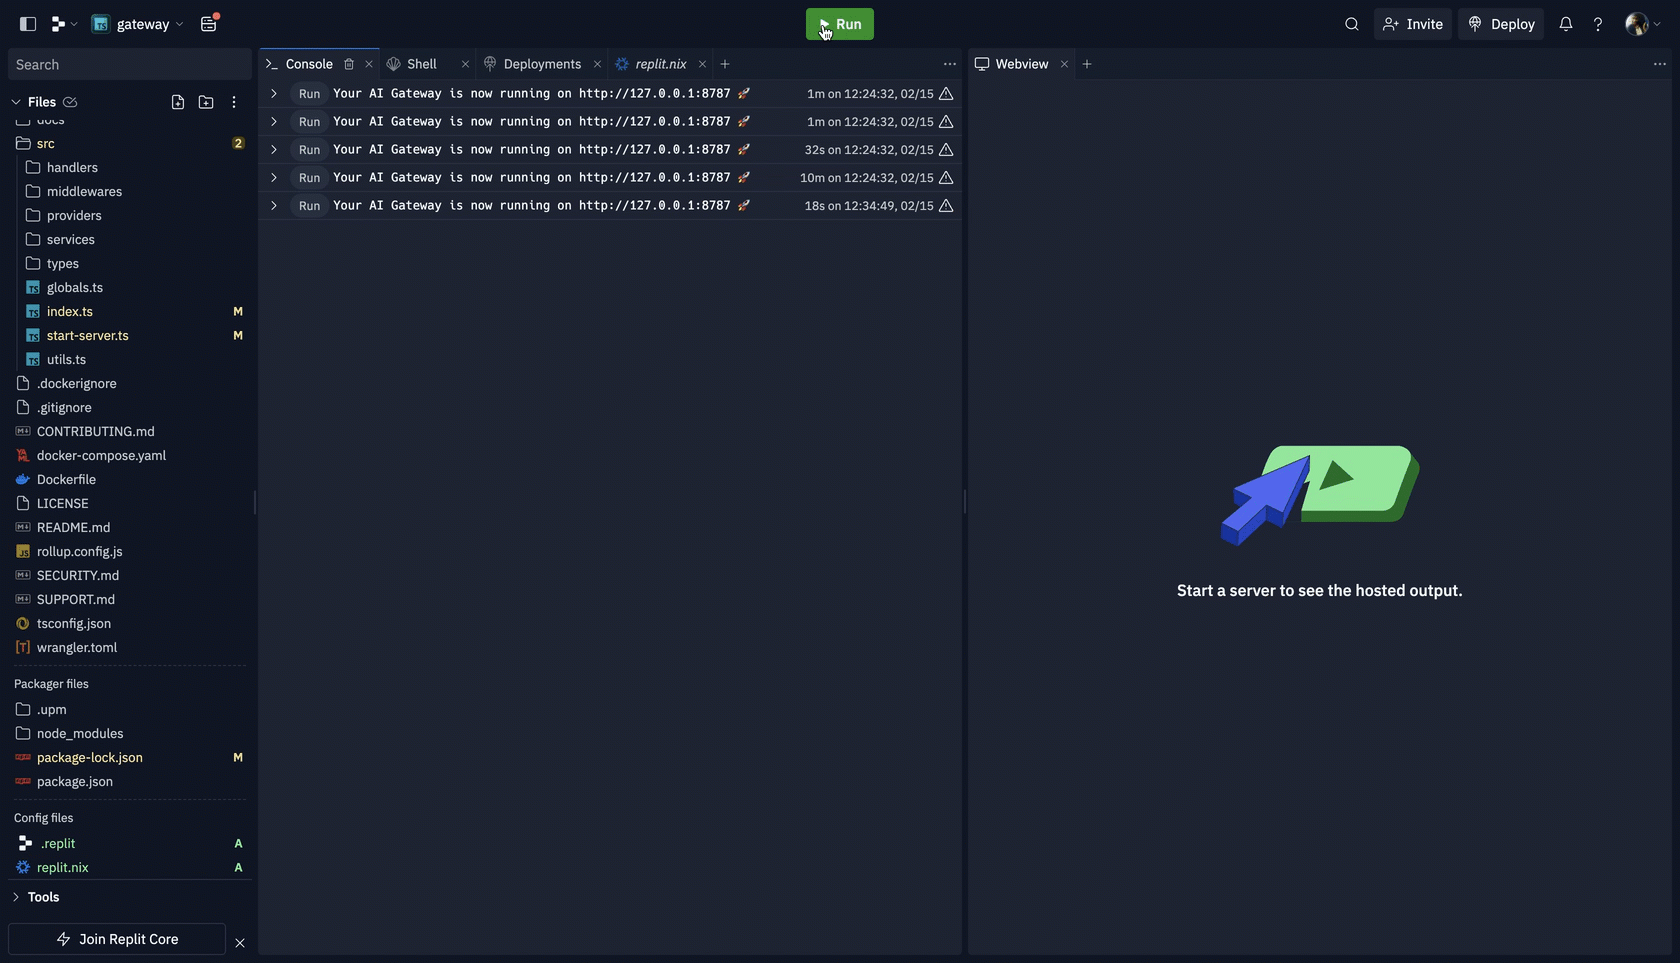 gateway
Run
Invite
Deploy
Search
Console
Shell
Deployments
replit.nix
Webview
Files
docs
src 2
handlers
middlewares
providers
services
types
globals.ts
index.ts M
start-server.ts M
utils.ts
.dockerignore
.gitignore
CONTRIBUTING.md
docker-compose.yaml
Dockerfile
LICENSE
README.md
rollup.config.js
SECURITY.md
SUPPORT.md
tsconfig.json
wrangler.toml
Packager files
.upm
node_modules
package-lock.json M
package.json
Config files
.replit A
replit.nix A
Tools
Join Replit Core
Run Your AI Gateway is now running on http://127.0.0.1:8787 🚀 1m on 12:24:32, 02/15
Run Your AI Gateway is now running on http://127.0.0.1:8787 🚀 1m on 12:24:32, 02/15
Run Your AI Gateway is now running on http://127.0.0.1:8787 🚀 32s on 12:24:32, 02/15
Run Your AI Gateway is now running on http://127.0.0.1:8787 🚀 10m on 12:24:32, 02/15
Run Your AI Gateway is now running on http://127.0.0.1:8787 🚀 18s on 12:34:49, 02/15
Start a server to see the hosted output.